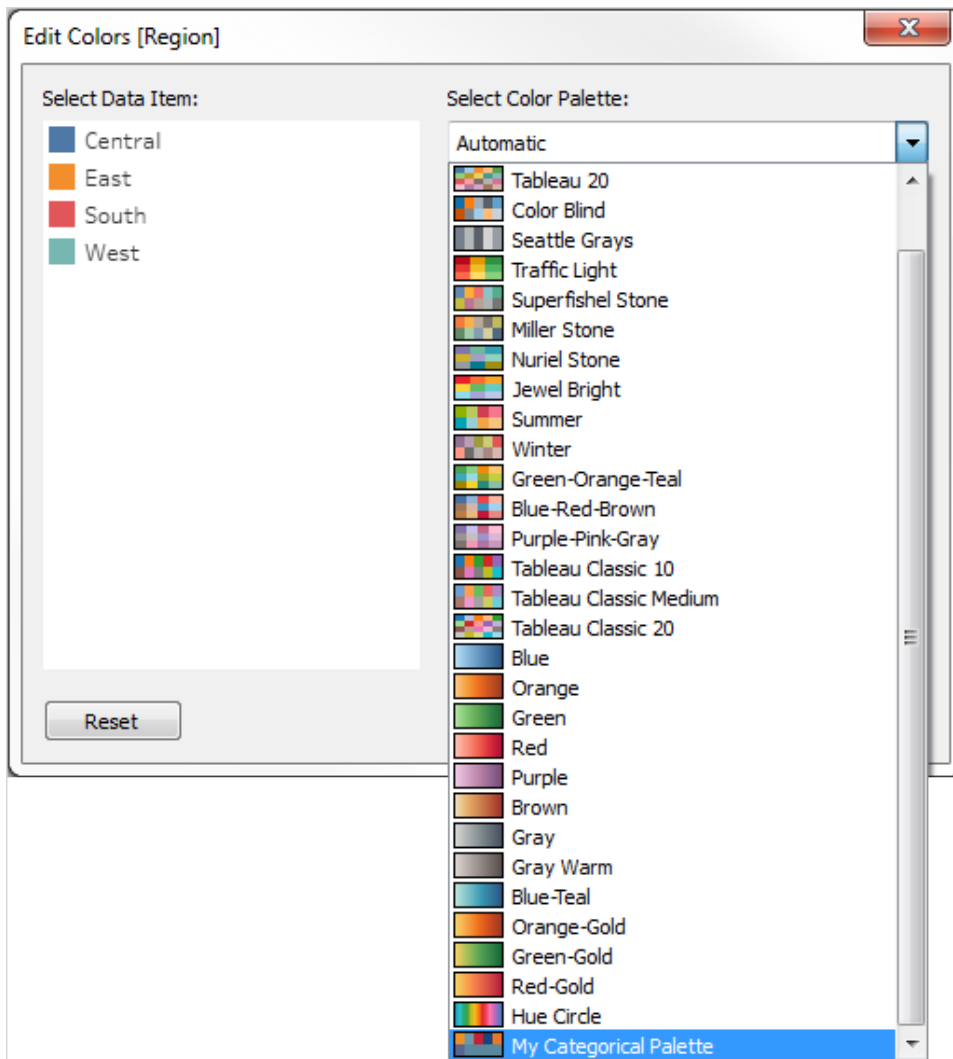 Edit Colors [Region]
Select Data Item:
Central
East
South
West
Reset
Select Color Palette:
Automatic
Tableau 20
Color Blind
Seattle Grays
Traffic Light
Superfishel Stone
Miller Stone
Nuriel Stone
Jewel Bright
Summer
Winter
Green-Orange-Teal
Blue-Red-Brown
Purple-Pink-Gray
Tableau Classic 10
Tableau Classic Medium
Tableau Classic 20
Blue
Orange
Green
Red
Purple
Brown
Gray
Gray Warm
Blue-Teal
Orange-Gold
Green-Gold
Red-Gold
Hue Circle
My Categorical Palette